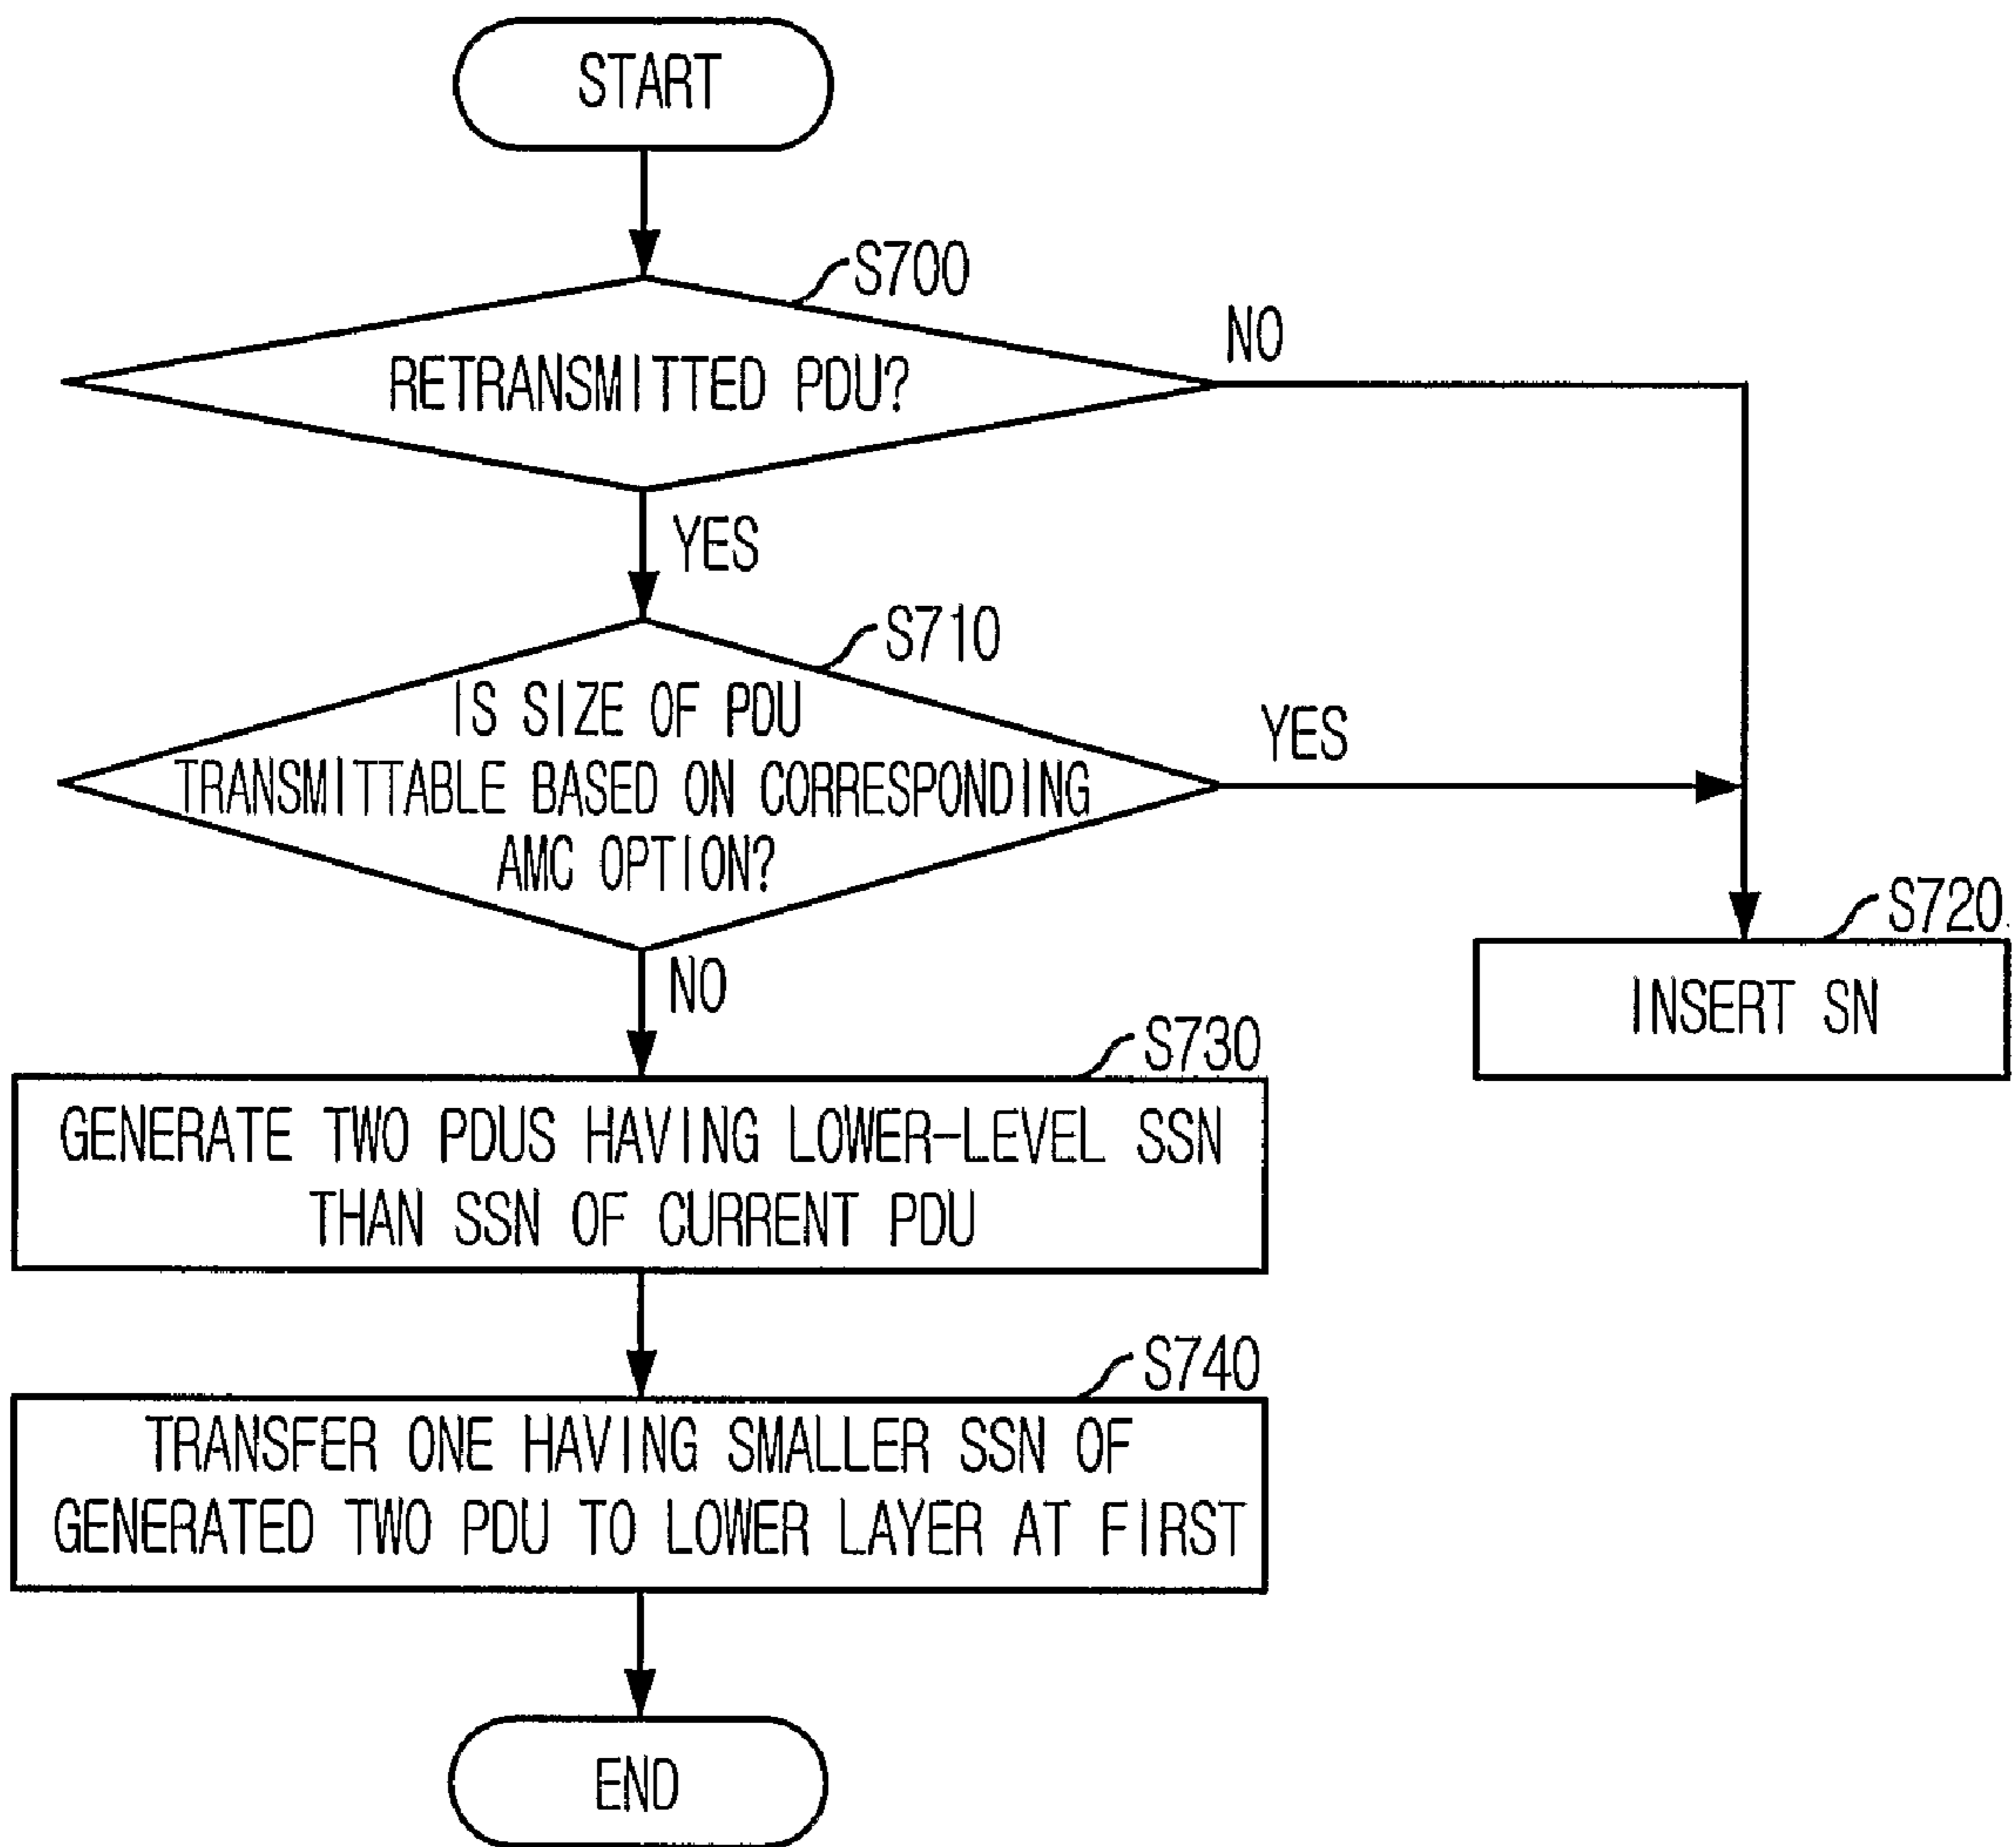 START
S700
NO
RETRANSMITTED PDU?
YES
S710
IS SIZE OF PDU
TRANSMITTABLE BASED ON CORRESPONDING
AMC OPTION?
YES
S720
NO
INSERT SN
S730
GENERATE TWO PDUS HAVING LOWER-LEVEL SSN
THAN SSN OF CURRENT PDU
S740
TRANSFER ONE HAVING SMALLER SSN OF
GENERATED TWO PDU TO LOWER LAYER AT FIRST
END